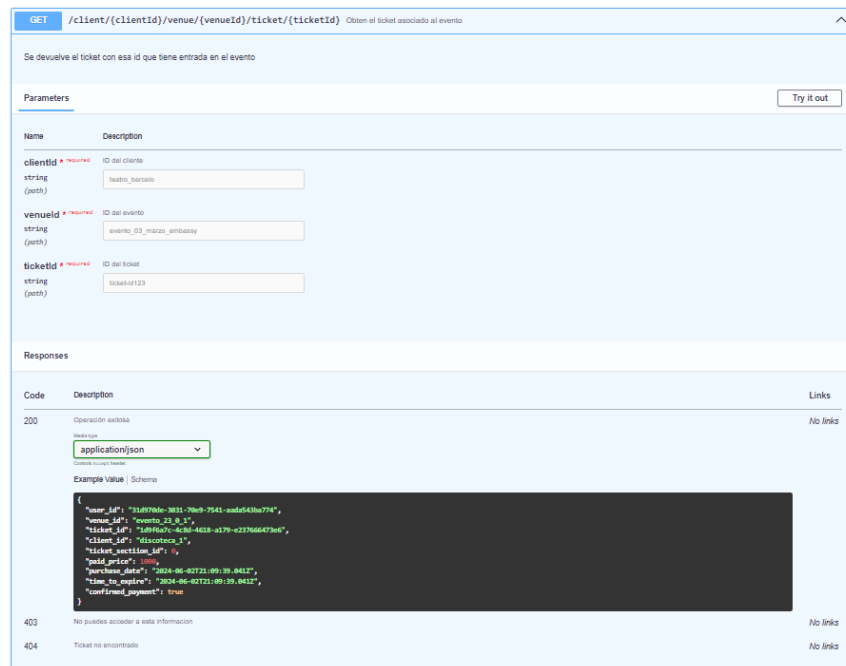 GET /client/{clientId}/venue/{venueId}/ticket/{ticketId} Obten el ticket asociado al evento
Se devuelve el ticket con esa id que tiene entrada en el evento
Parameters Try it out
Name Description
clientId * required ID del cliente
string teatro_barcelo
(path)
venueId * required ID del evento
string evento_03_marzo_embassy
(path)
ticketId * required ID del ticket
string ticket-id123
(path)
Responses
Code Description Links
200 Operación exitosa No links
Media type
application/json
Controls Accept header.
Example Value | Schema
{
"user_id": "31d970de-3031-70e9-7541-aada543ba774",
"venue_id": "evento_23_0_1",
"ticket_id": "1d9f6a7c-4c8d-4618-a179-e237666473e6",
"client_id": "discoteca_1",
"ticket_sectiion_id": 0,
"paid_price": 1000,
"purchase_date": "2024-06-02T21:09:39.041Z",
"time_to_expire": "2024-06-02T21:09:39.041Z",
"confirmed_payment": true
}
403 No puedes acceder a esta informacion No links
404 Ticket no encontrado No links